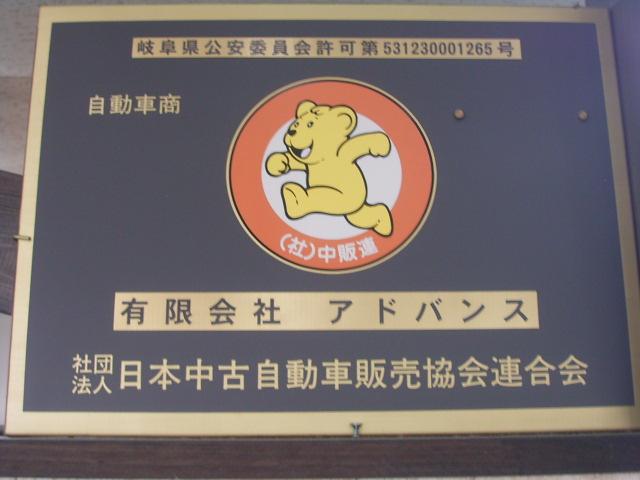 岐阜県公安委員会許可第531230001265号
自動車商
(社)中販連
有限会社 アドバンス
社団法人日本中古自動車販売協会連合会